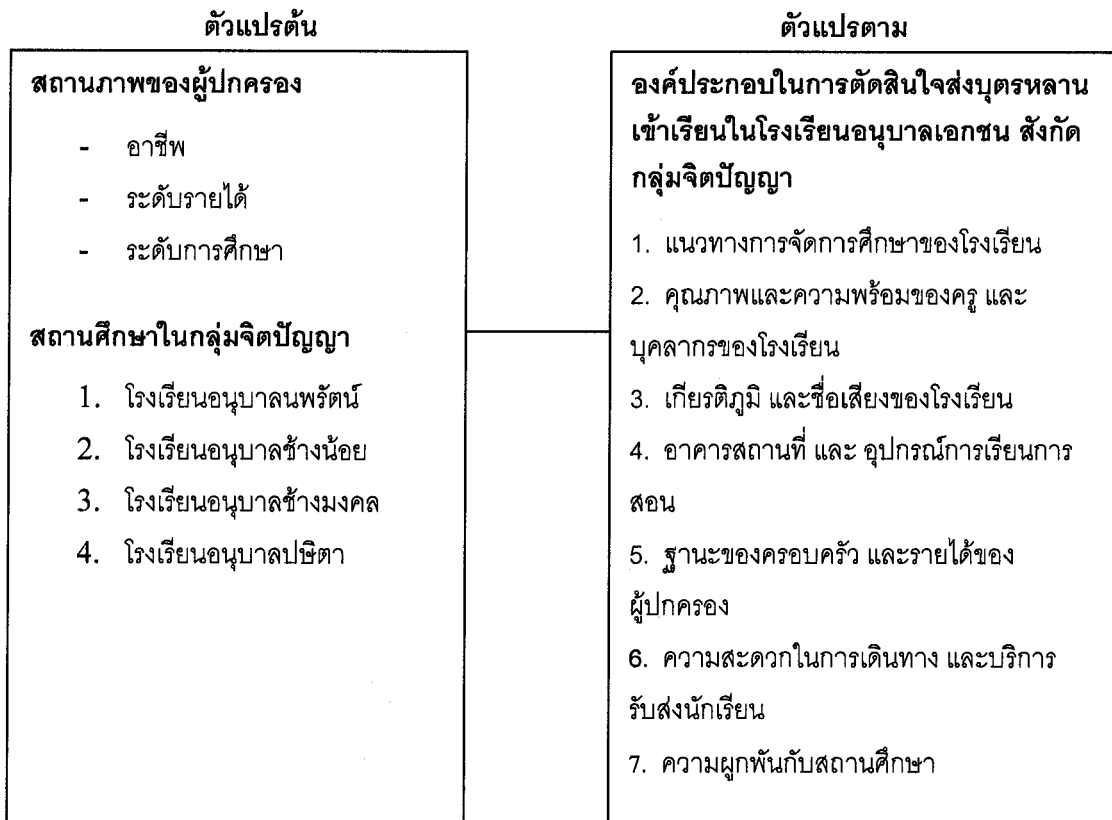 ตัวแปรต้น
สถานภาพของผู้ปกครอง
- อาชีพ
- ระดับรายได้
- ระดับการศึกษา
สถานศึกษาในกลุ่มจิตปัญญา
1. โรงเรียนอนุบาลนพรัตน์
2. โรงเรียนอนุบาลช้างน้อย
3. โรงเรียนอนุบาลช้างมงคล
4. โรงเรียนอนุบาลปษิตา
ตัวแปรตาม
องค์ประกอบในการตัดสินใจส่งบุตรหลาน
เข้าเรียนในโรงเรียนอนุบาลเอกชน สังกัด
กลุ่มจิตปัญญา
1. แนวทางการจัดการศึกษาของโรงเรียน
2. คุณภาพและความพร้อมของครู และ
บุคลากรของโรงเรียน
3. เกียรติภูมิ และชื่อเสียงของโรงเรียน
4. อาคารสถานที่ และ อุปกรณ์การเรียนการ
สอน
5. ฐานะของครอบครัว และรายได้ของ
ผู้ปกครอง
6. ความสะดวกในการเดินทาง และบริการ
รับส่งนักเรียน
7. ความผูกพันกับสถานศึกษา